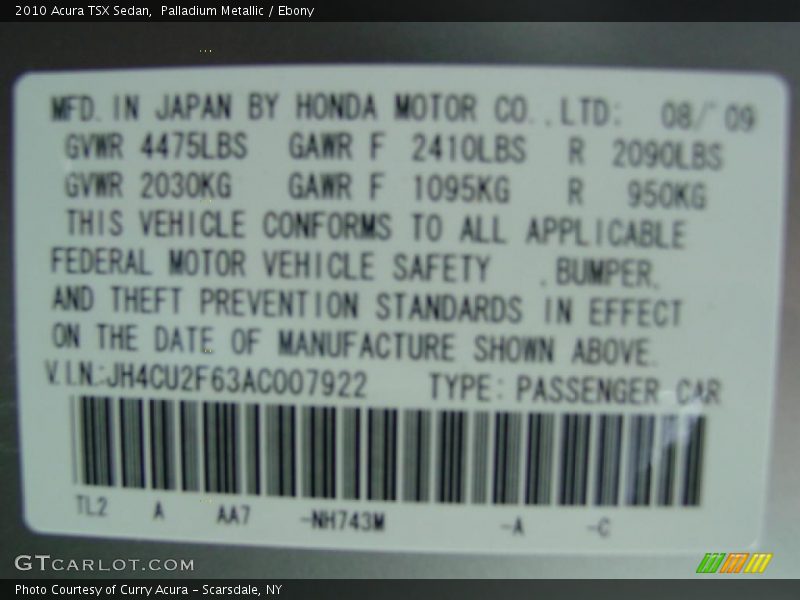 2010 Acura TSX Sedan, Palladium Metallic / Ebony
MFD. IN JAPAN BY HONDA MOTOR CO., LTD: 08/ 09
GVWR 4475LBS GAWR F 2410LBS R 2090LBS
GVWR 2030KG GAWR F 1095KG R 950KG
THIS VEHICLE CONFORMS TO ALL APPLICABLE
FEDERAL MOTOR VEHICLE SAFETY .BUMPER.
AND THEFT PREVENTION STANDARDS IN EFFECT
ON THE DATE OF MANUFACTURE SHOWN ABOVE.
V.I.N.:JH4CU2F63AC007922 TYPE: PASSENGER CAR
TL2 A AA7 -NH743M -A -C
GTCARLOT.COM
Photo Courtesy of Curry Acura - Scarsdale, NY